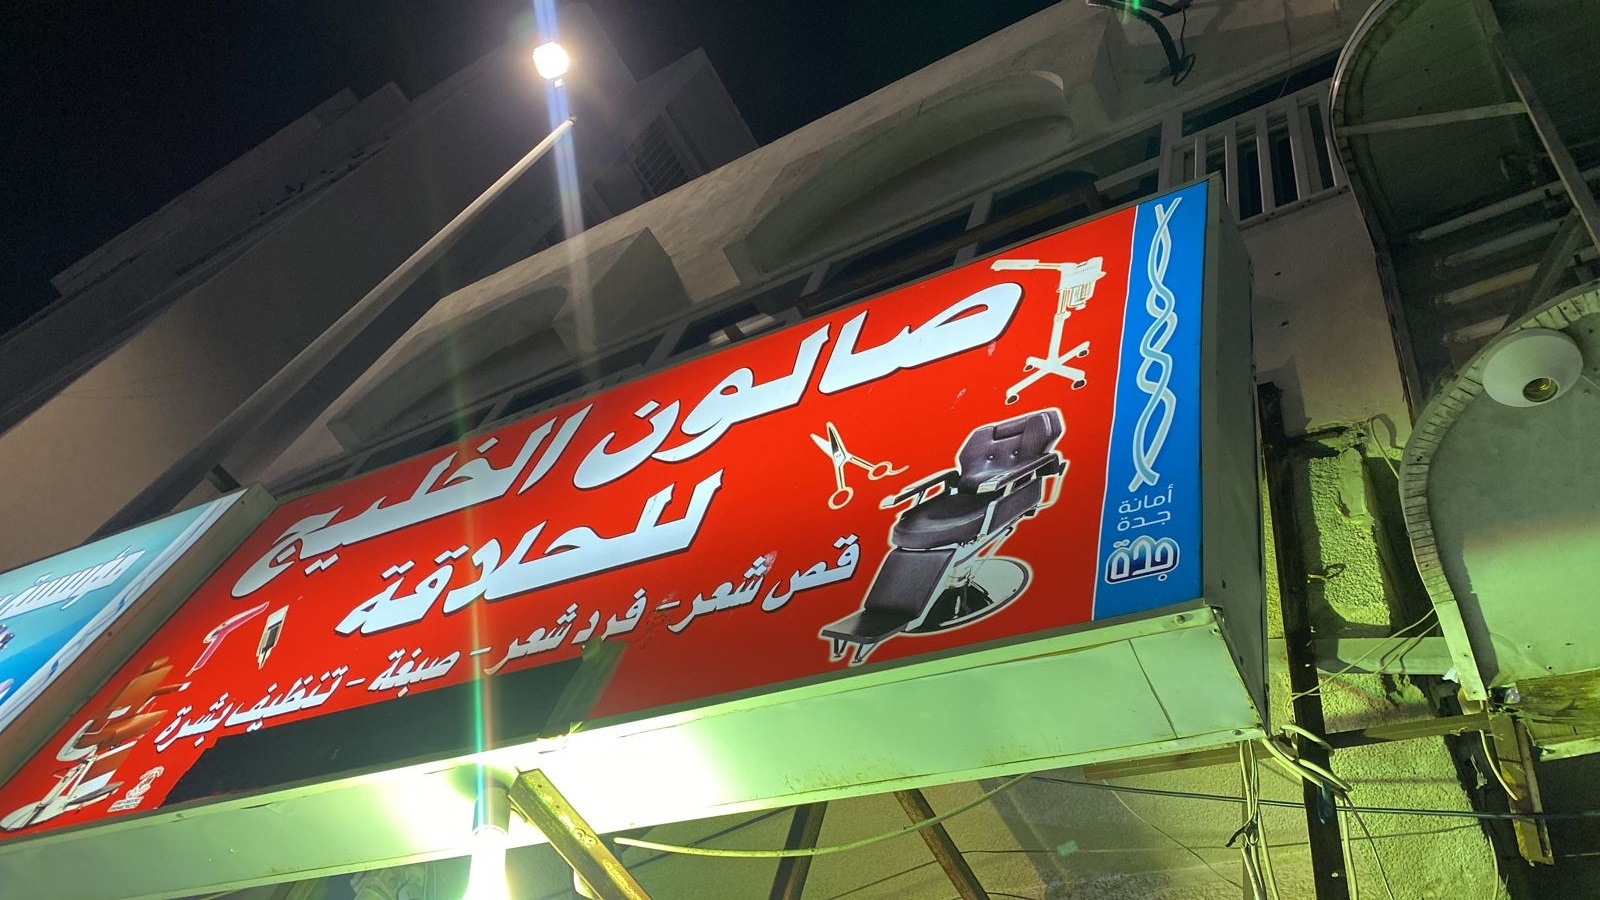 صالون الخليج
للحلاقة
قص شعر - فرد شعر - صبغة - تنظيف بشرة
أمانة
جدة
جدة